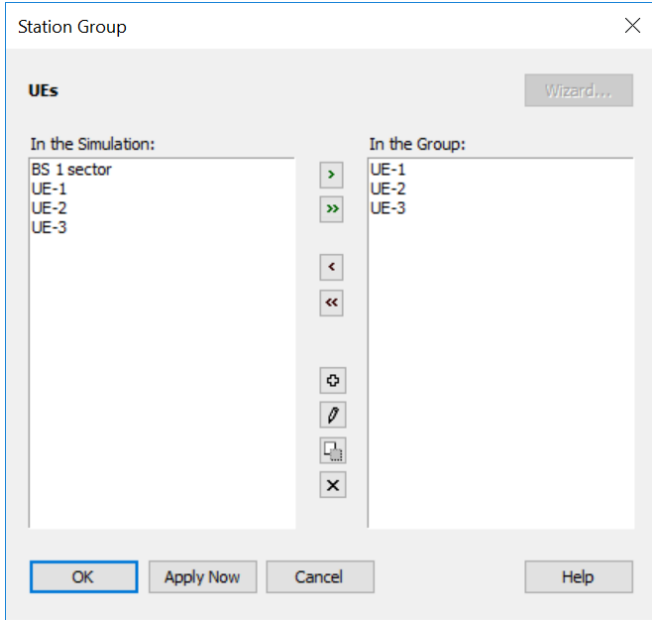 Station Group
UEs
Wizard...
In the Simulation:
BS 1 sector
UE-1
UE-2
UE-3
In the Group:
UE-1
UE-2
UE-3
>
>>
<
<<
OK
Apply Now
Cancel
Help